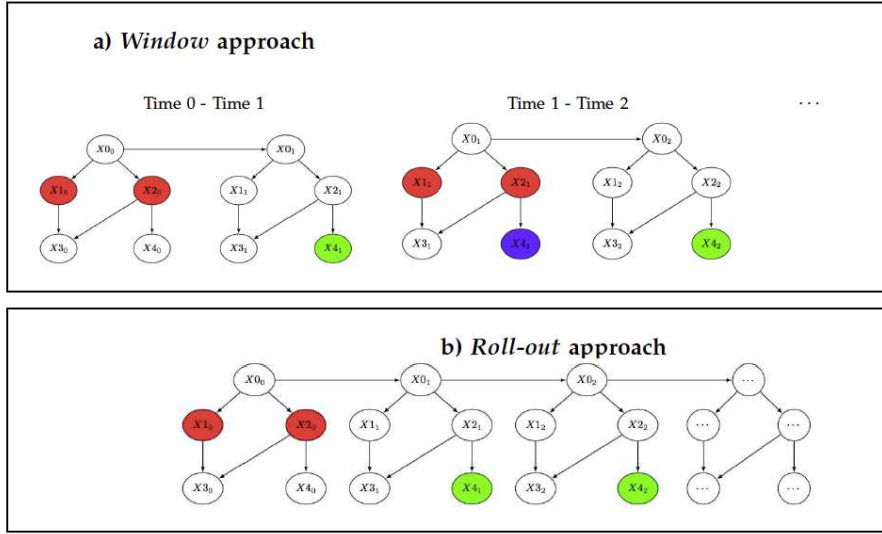 a) Window approach
Time 0 - Time 1
Time 1 - Time 2
...
X0₀
X0₁
X1₀
X2₀
X1₁
X2₁
X3₀
X4₀
X3₁
X4₁
X0₁
X0₂
X1₁
X2₁
X1₂
X2₂
X3₁
X4₁
X3₂
X4₂
b) Roll-out approach
X0₀
X0₁
X0₂
...
X1₀
X2₀
X1₁
X2₁
X1₂
X2₂
...
...
X3₀
X4₀
X3₁
X4₁
X3₂
X4₂
...
...